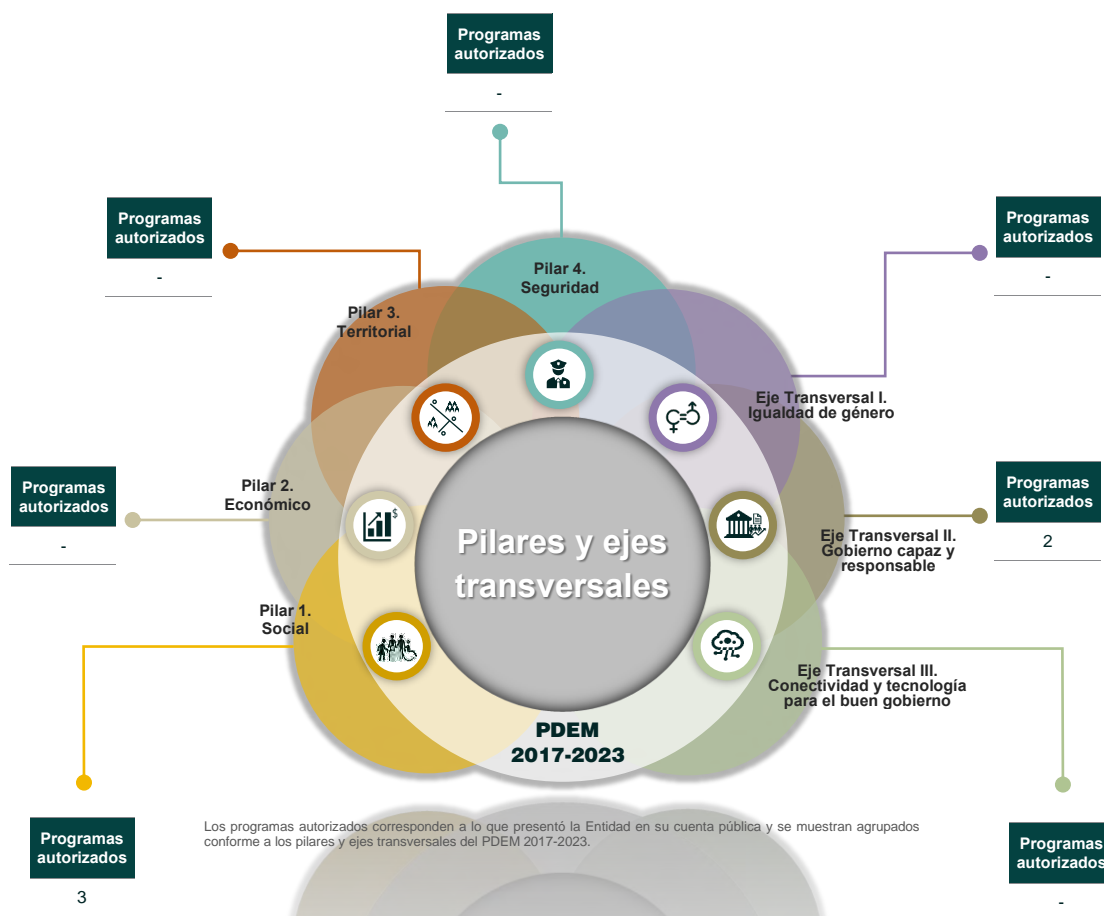 Programas
autorizados
-
Programas
autorizados
-
Programas
autorizados
-
Pilar 4.
Seguridad
Pilar 3.
Territorial
Eje Transversal I.
Igualdad de género
Programas
autorizados
-
Pilar 2.
Económico
$
Programas
autorizados
2
Eje Transversal II.
Gobierno capaz y
responsable
Pilares y ejes
transversales
Pilar 1.
Social
Eje Transversal III.
Conectividad y tecnología
para el buen gobierno
PDEM
2017-2023
Los programas autorizados corresponden a lo que presentó la Entidad en su cuenta pública y se muestran agrupados
conforme a los pilares y ejes transversales del PDEM 2017-2023.
Programas
autorizados
3
Programas
autorizados
-